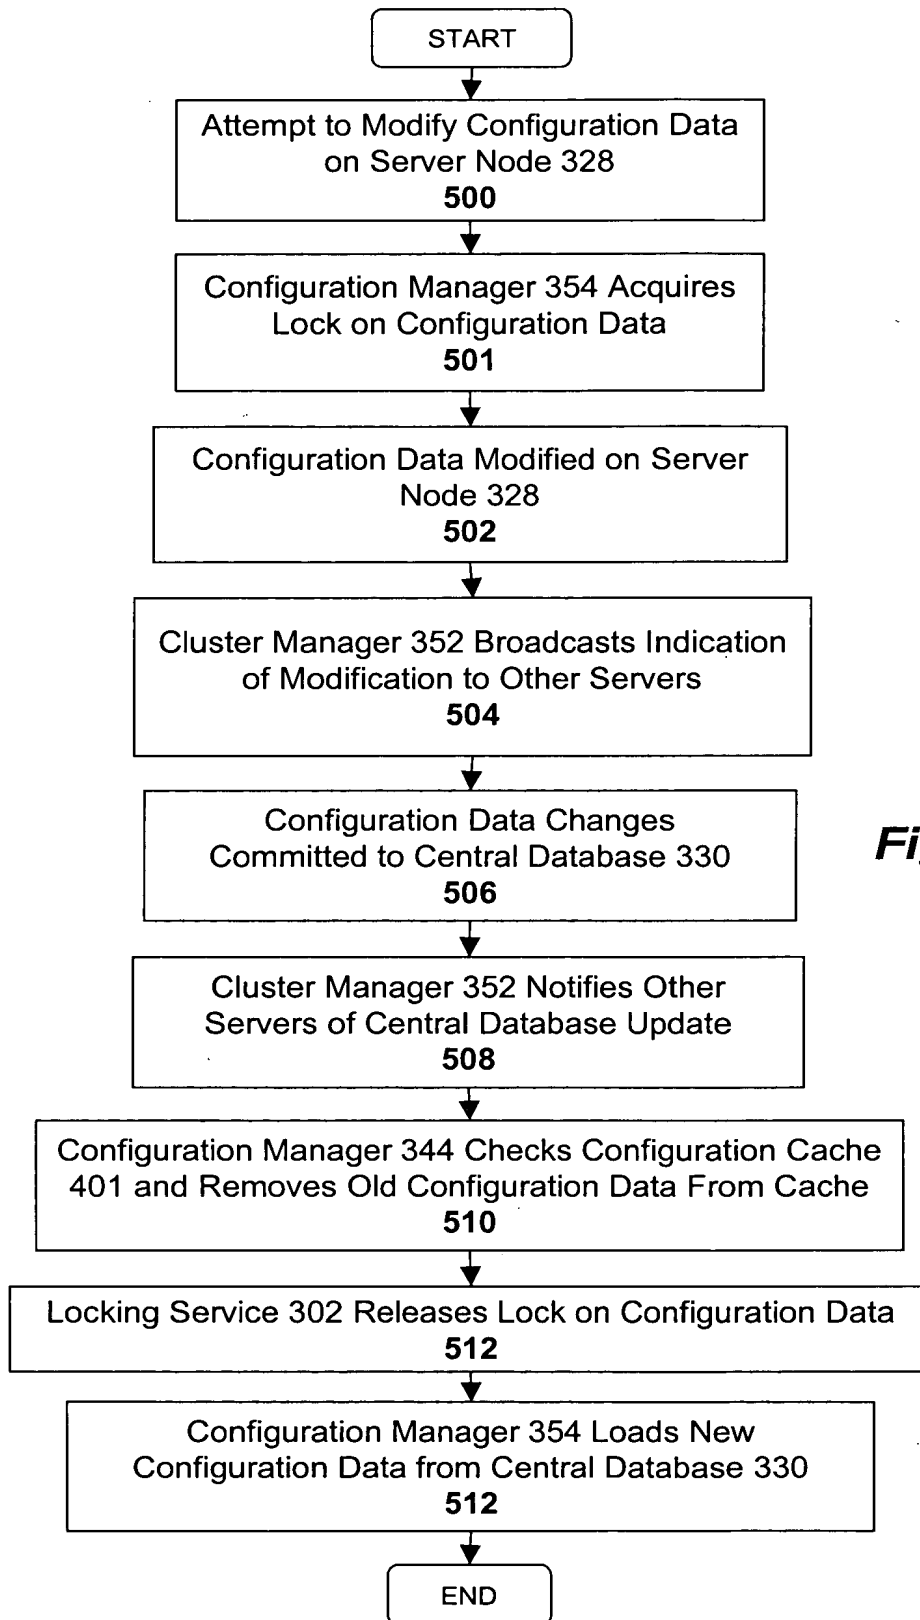 START
Attempt to Modify Configuration Data
on Server Node 328
500
Configuration Manager 354 Acquires
Lock on Configuration Data
501
Configuration Data Modified on Server
Node 328
502
Cluster Manager 352 Broadcasts Indication
of Modification to Other Servers
504
Configuration Data Changes
Committed to Central Database 330
506
Cluster Manager 352 Notifies Other
Servers of Central Database Update
508
Configuration Manager 344 Checks Configuration Cache
401 and Removes Old Configuration Data From Cache
510
Locking Service 302 Releases Lock on Configuration Data
512
Configuration Manager 354 Loads New
Configuration Data from Central Database 330
512
END